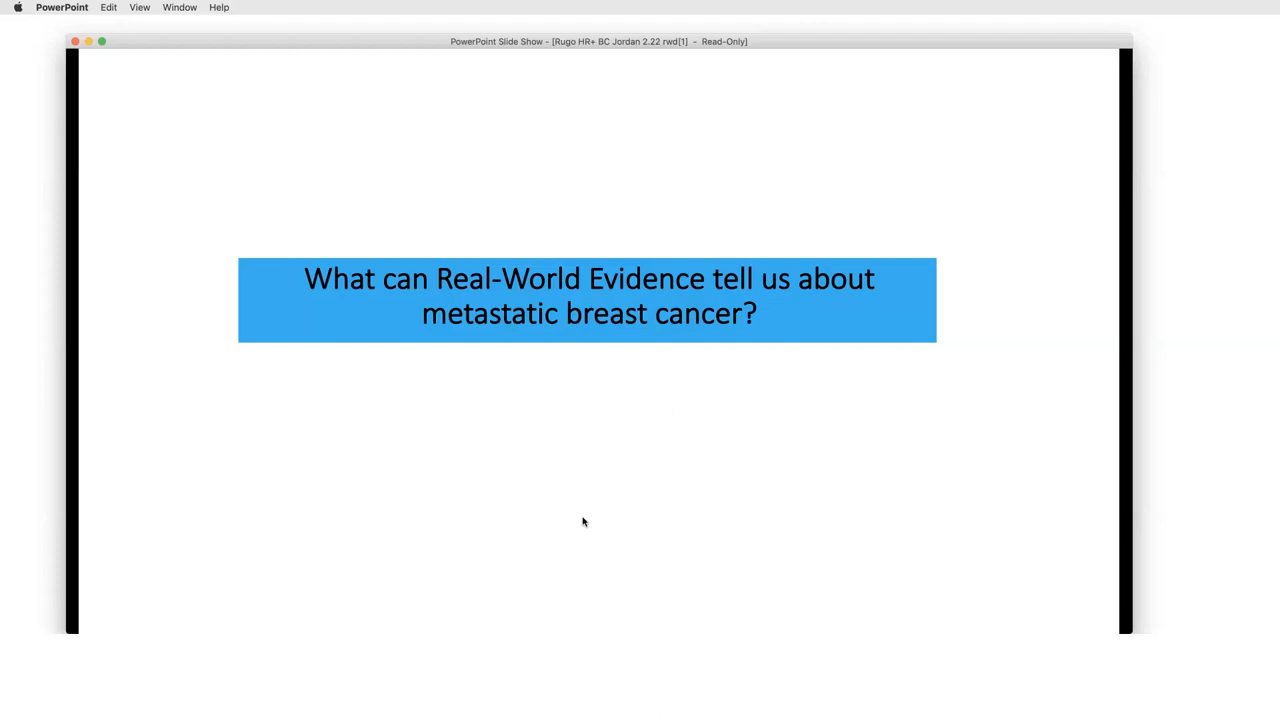 PowerPoint Edit View Window Help
PowerPoint Slide Show - [Rugo HR+ BC Jordan 2.22 rwd[1] - Read-Only]
What can Real-World Evidence tell us about
metastatic breast cancer?